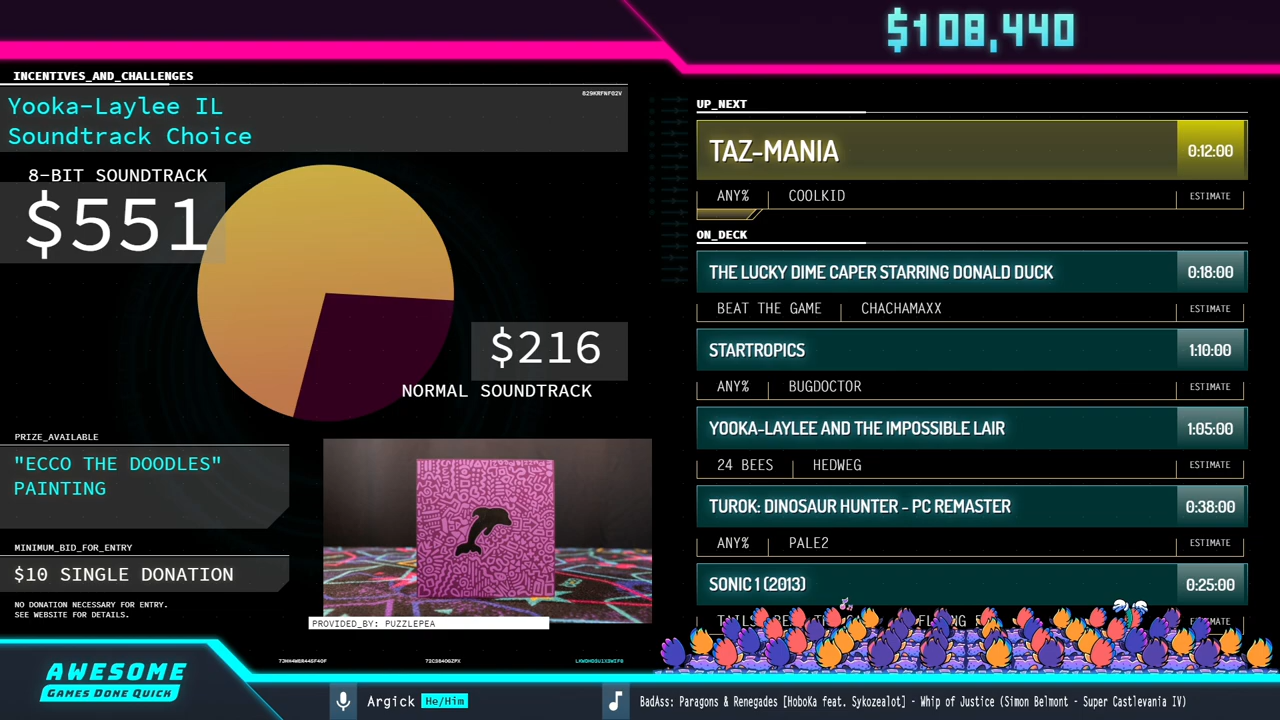 $108,440
INCENTIVES_AND_CHALLENGES
829KRFNF02V
Yooka-Laylee IL
Soundtrack Choice
8-BIT SOUNDTRACK
$551
$216
NORMAL SOUNDTRACK
PRIZE_AVAILABLE
"ECCO THE DOODLES"
PAINTING
MINIMUM_BID_FOR_ENTRY
$10 SINGLE DONATION
NO DONATION NECESSARY FOR ENTRY.
SEE WEBSITE FOR DETAILS.
PROVIDED_BY: PUZZLEPEA
UP_NEXT
TAZ-MANIA 0:12:00
ANY% COOLKID ESTIMATE
ON_DECK
THE LUCKY DIME CAPER STARRING DONALD DUCK 0:18:00
BEAT THE GAME CHACHAMAXX ESTIMATE
STARTROPICS 1:10:00
ANY% BUGDOCTOR ESTIMATE
YOOKA-LAYLEE AND THE IMPOSSIBLE LAIR 1:05:00
24 BEES HEDWEG ESTIMATE
TUROK: DINOSAUR HUNTER - PC REMASTER 0:38:00
ANY% PALE2 ESTIMATE
SONIC 1 (2013) 0:25:00
AWESOME
GAMES DONE QUICK
Argick He/Him
BadAss: Paragons & Renegades [HoboKa feat. Sykozealot] - Whip of Justice (Simon Belmont - Super Castlevania IV)